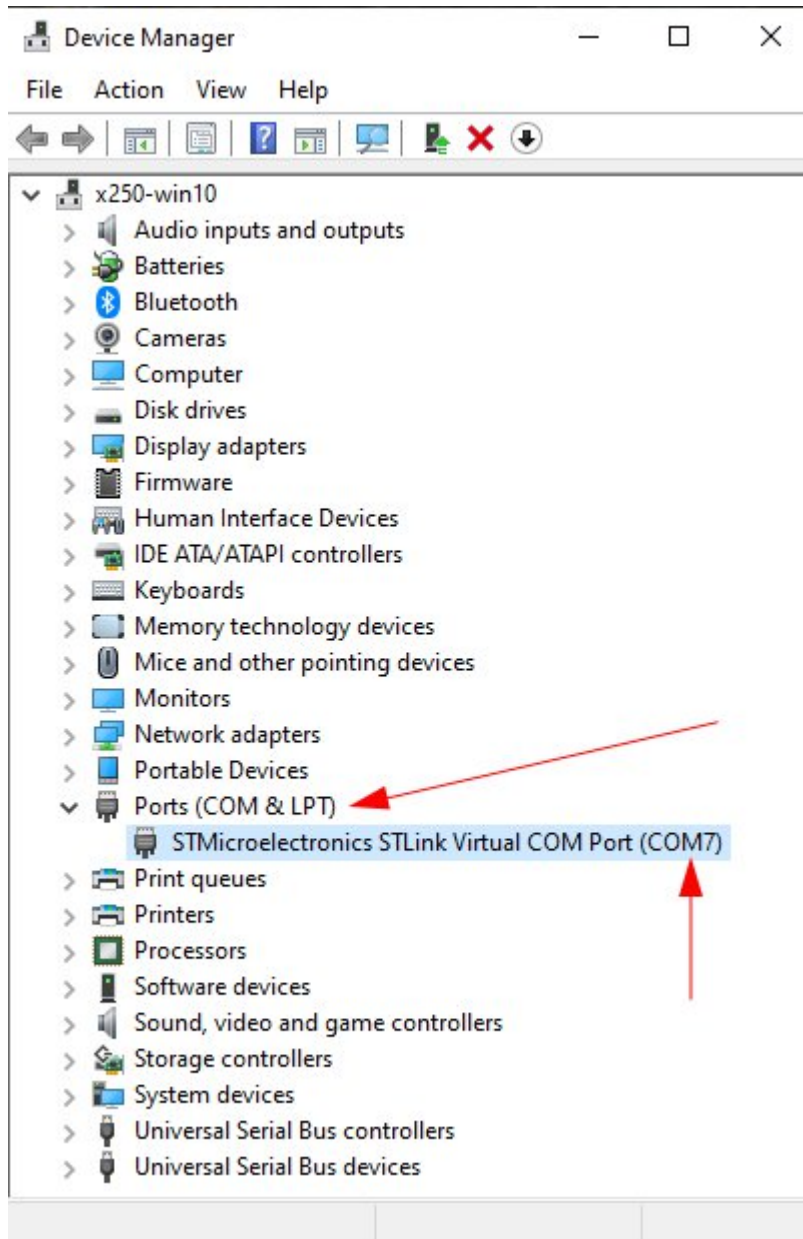 Device Manager
File Action View Help
x250-win10
Audio inputs and outputs
Batteries
Bluetooth
Cameras
Computer
Disk drives
Display adapters
Firmware
Human Interface Devices
IDE ATA/ATAPI controllers
Keyboards
Memory technology devices
Mice and other pointing devices
Monitors
Network adapters
Portable Devices
Ports (COM & LPT)
STMicroelectronics STLink Virtual COM Port (COM7)
Print queues
Printers
Processors
Software devices
Sound, video and game controllers
Storage controllers
System devices
Universal Serial Bus controllers
Universal Serial Bus devices